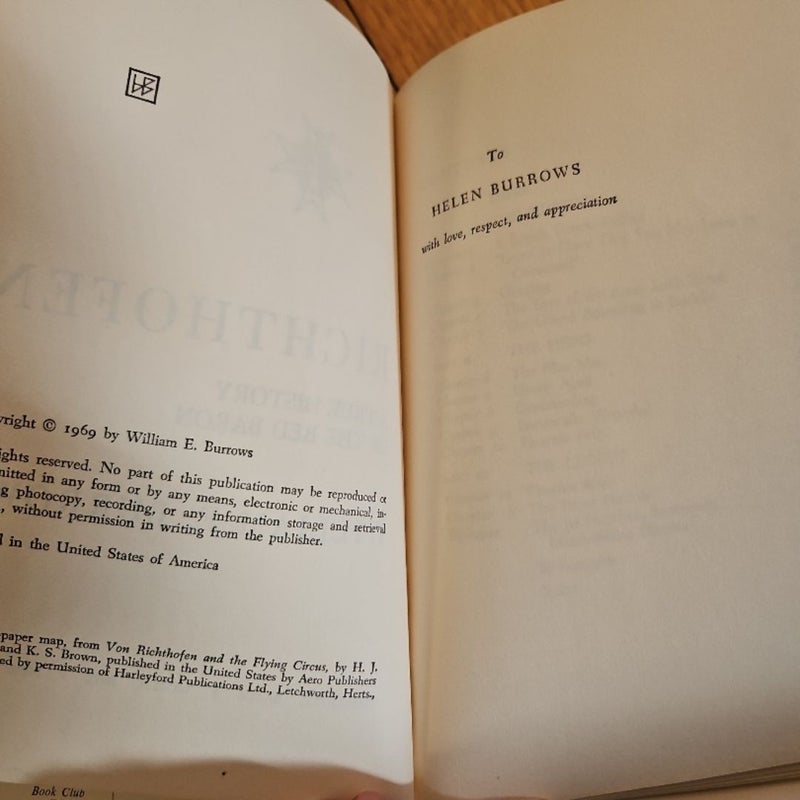 HB
yright © 1969 by William E. Burrows
ights reserved. No part of this publication may be reproduced or
mitted in any form or by any means, electronic or mechanical, in-
g photocopy, recording, or any information storage and retrieval
, without permission in writing from the publisher.
d in the United States of America
paper map, from Von Richthofen and the Flying Circus, by H. J.
and K. S. Brown, published in the United States by Aero Publishers
ed by permission of Harleyford Publications Ltd., Letchworth, Herts.,
Book Club
To
HELEN BURROWS
with love, respect, and appreciation
RICHTHOFEN
HISTORY
THE RED BARON